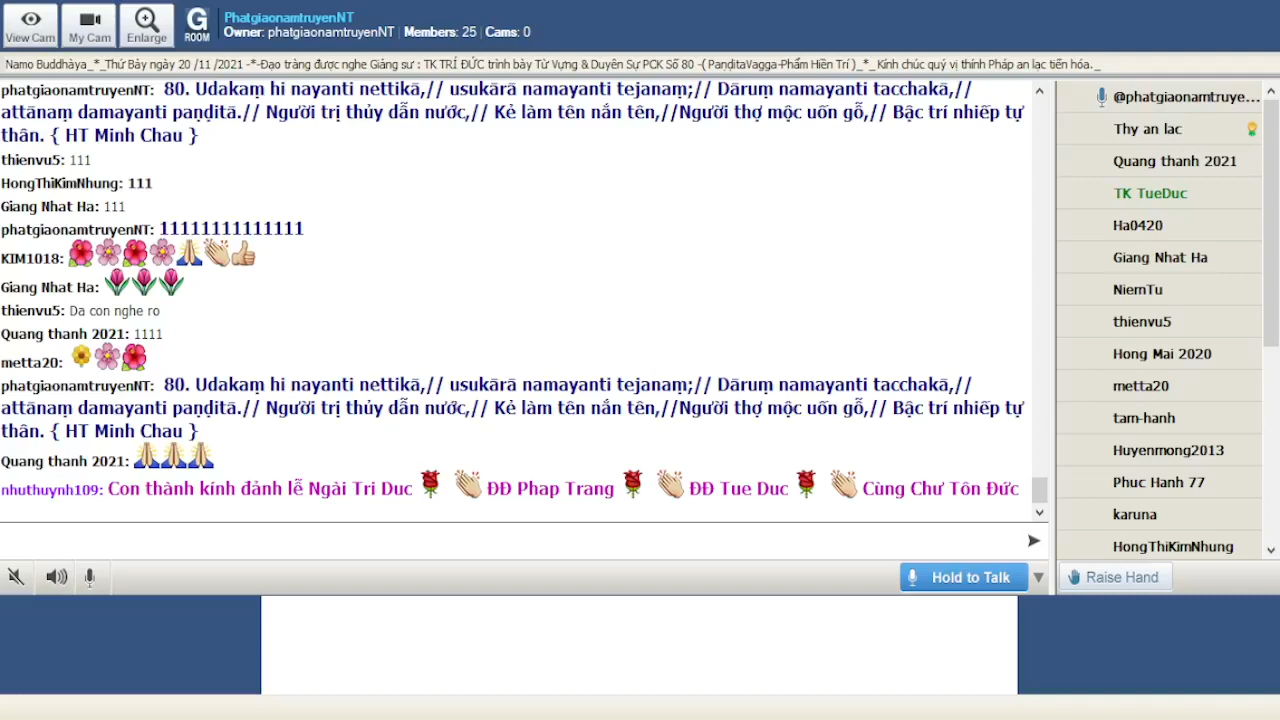 View Cam
My Cam
Enlarge
G
ROOM
PhatgiaonamtruyenNT
Owner: phatgiaonamtruyenNT | Members: 25 | Cams: 0
Namo Buddhàya_*_Thứ Bảy ngày 20 /11 /2021 -*-Đạo tràng được nghe Giảng sư : TK TRÍ ĐỨC trình bày Từ Vựng & Duyên Sự PCK Số 80 -( PaṇḍitaVagga-Phẩm Hiền Trí )_*_ Kính chúc quý vị thính Pháp an lạc tiến hóa._
phatgiaonamtruyenNT: 80. Udakaṃ hi nayanti nettikā,// usukārā namayanti tejanaṃ;// Dāruṃ namayanti tacchakā,//
attānaṃ damayanti paṇḍitā.// Người trị thủy dẫn nước,// Kẻ làm tên nắn tên,//Người thợ mộc uốn gỗ,// Bậc trí nhiếp tự
thân. { HT Minh Chau }
thienvu5: 111
HongThiKimNhung: 111
Giang Nhat Ha: 111
phatgiaonamtruyenNT: 11111111111111
KIM1018:
Giang Nhat Ha:
thienvu5: Da con nghe ro
Quang thanh 2021: 1111
metta20:
phatgiaonamtruyenNT: 80. Udakaṃ hi nayanti nettikā,// usukārā namayanti tejanaṃ;// Dāruṃ namayanti tacchakā,//
attānaṃ damayanti paṇḍitā.// Người trị thủy dẫn nước,// Kẻ làm tên nắn tên,//Người thợ mộc uốn gỗ,// Bậc trí nhiếp tự
thân. { HT Minh Chau }
Quang thanh 2021:
nhuthuynh109: Con thành kính đảnh lễ Ngài Tri Duc ĐĐ Phap Trang ĐĐ Tue Duc Cùng Chư Tôn Đức
Hold to Talk
@phatgiaonamtruye...
Thy an lac
Quang thanh 2021
TK TueDuc
Ha0420
Giang Nhat Ha
NiemTu
thienvu5
Hong Mai 2020
metta20
tam-hanh
Huyenmong2013
Phuc Hanh 77
karuna
HongThiKimNhung
Raise Hand